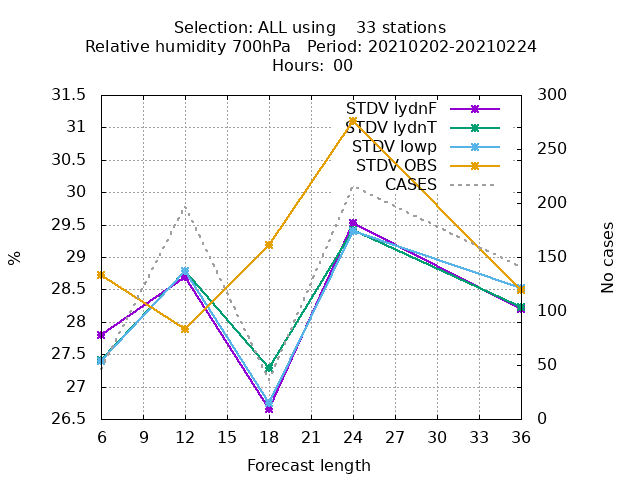 Selection: ALL using    33 stations
Relative humidity 700hPa   Period: 20210202-20210224
Hours:  00
%
No cases
31.5
31
30.5
30
29.5
29
28.5
28
27.5
27
26.5
300
250
200
150
100
50
0
STDV lydnF
STDV lydnT
STDV lowp
STDV OBS
CASES
6 9 12 15 18 21 24 27 30 33 36
Forecast length